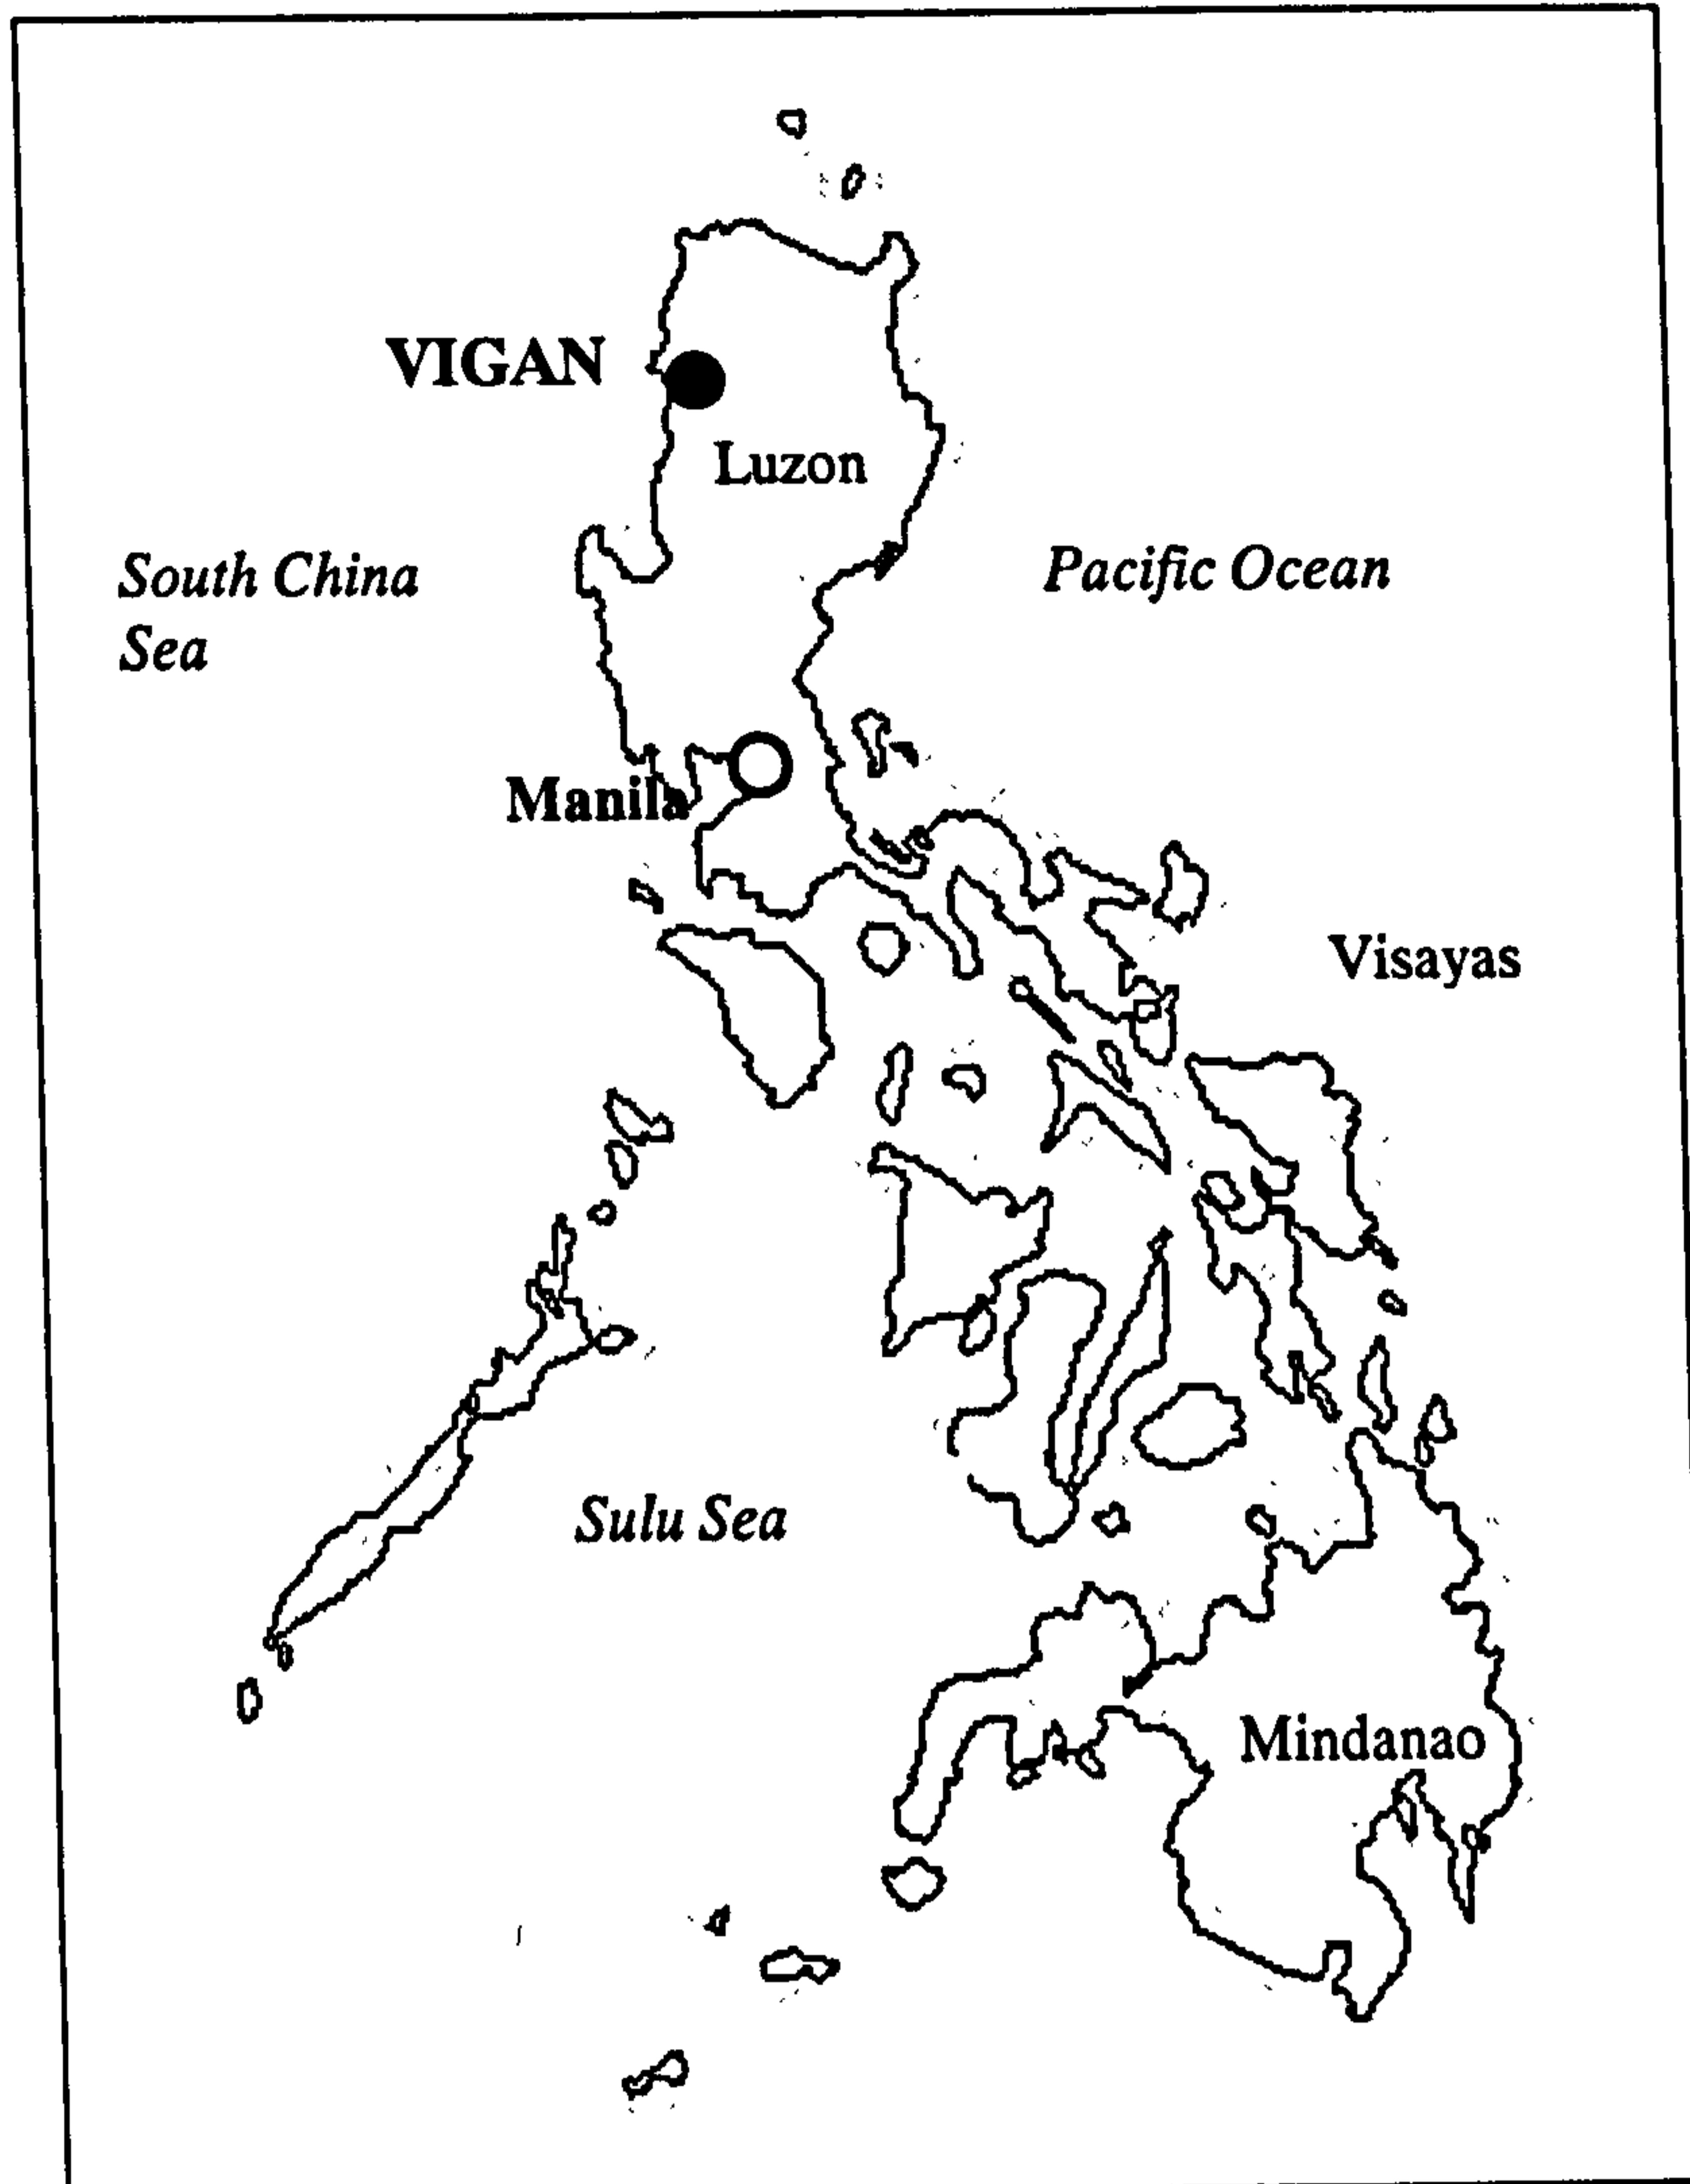 VIGAN
Luzon
South China
Sea
Pacific Ocean
Manila
Visayas
Sulu Sea
Mindanao